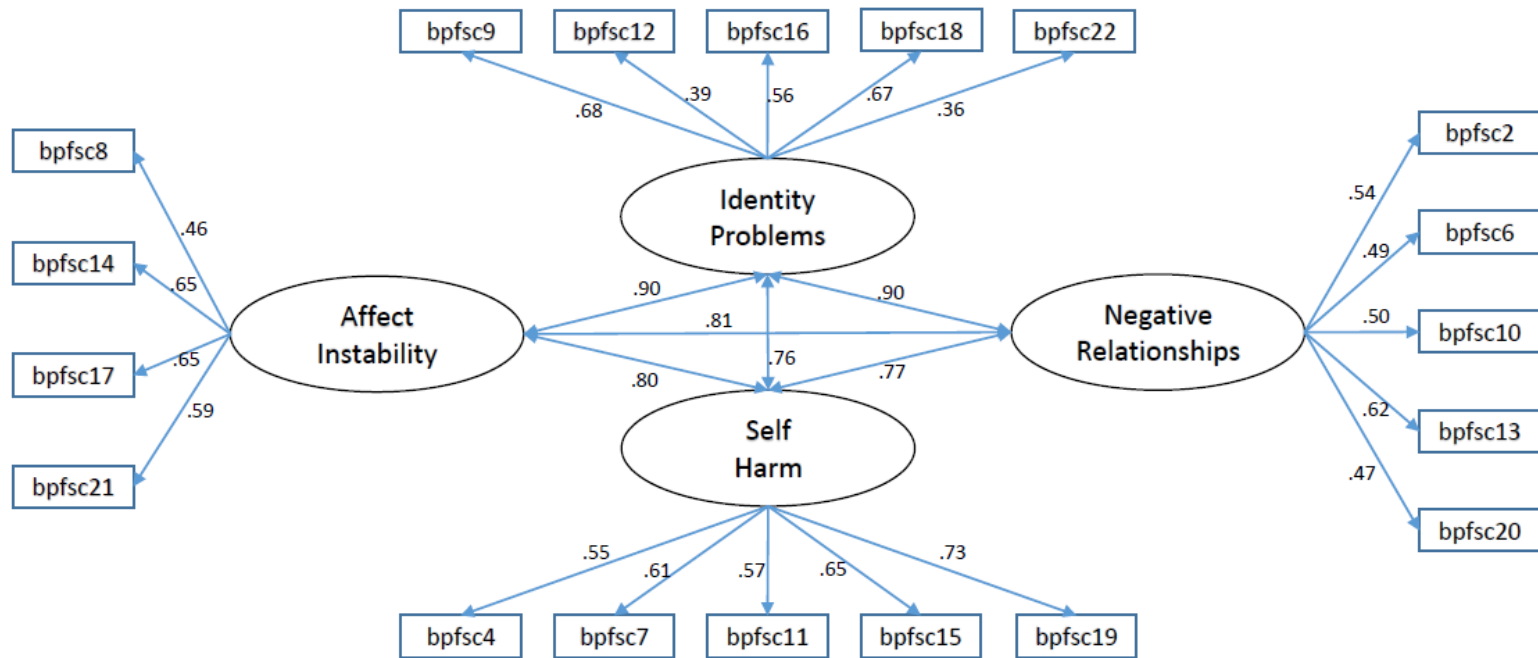 bpfsc9
bpfsc12
bpfsc16
bpfsc18
bpfsc22
.68
.39
.56
.67
.36
bpfsc8
bpfsc14
bpfsc17
bpfsc21
.46
.65
.65
.59
Identity
Problems
Affect
Instability
Negative
Relationships
Self
Harm
.90
.90
.81
.76
.80
.77
bpfsc2
bpfsc6
bpfsc10
bpfsc13
bpfsc20
.54
.49
.50
.62
.47
.55
.61
.57
.65
.73
bpfsc4
bpfsc7
bpfsc11
bpfsc15
bpfsc19